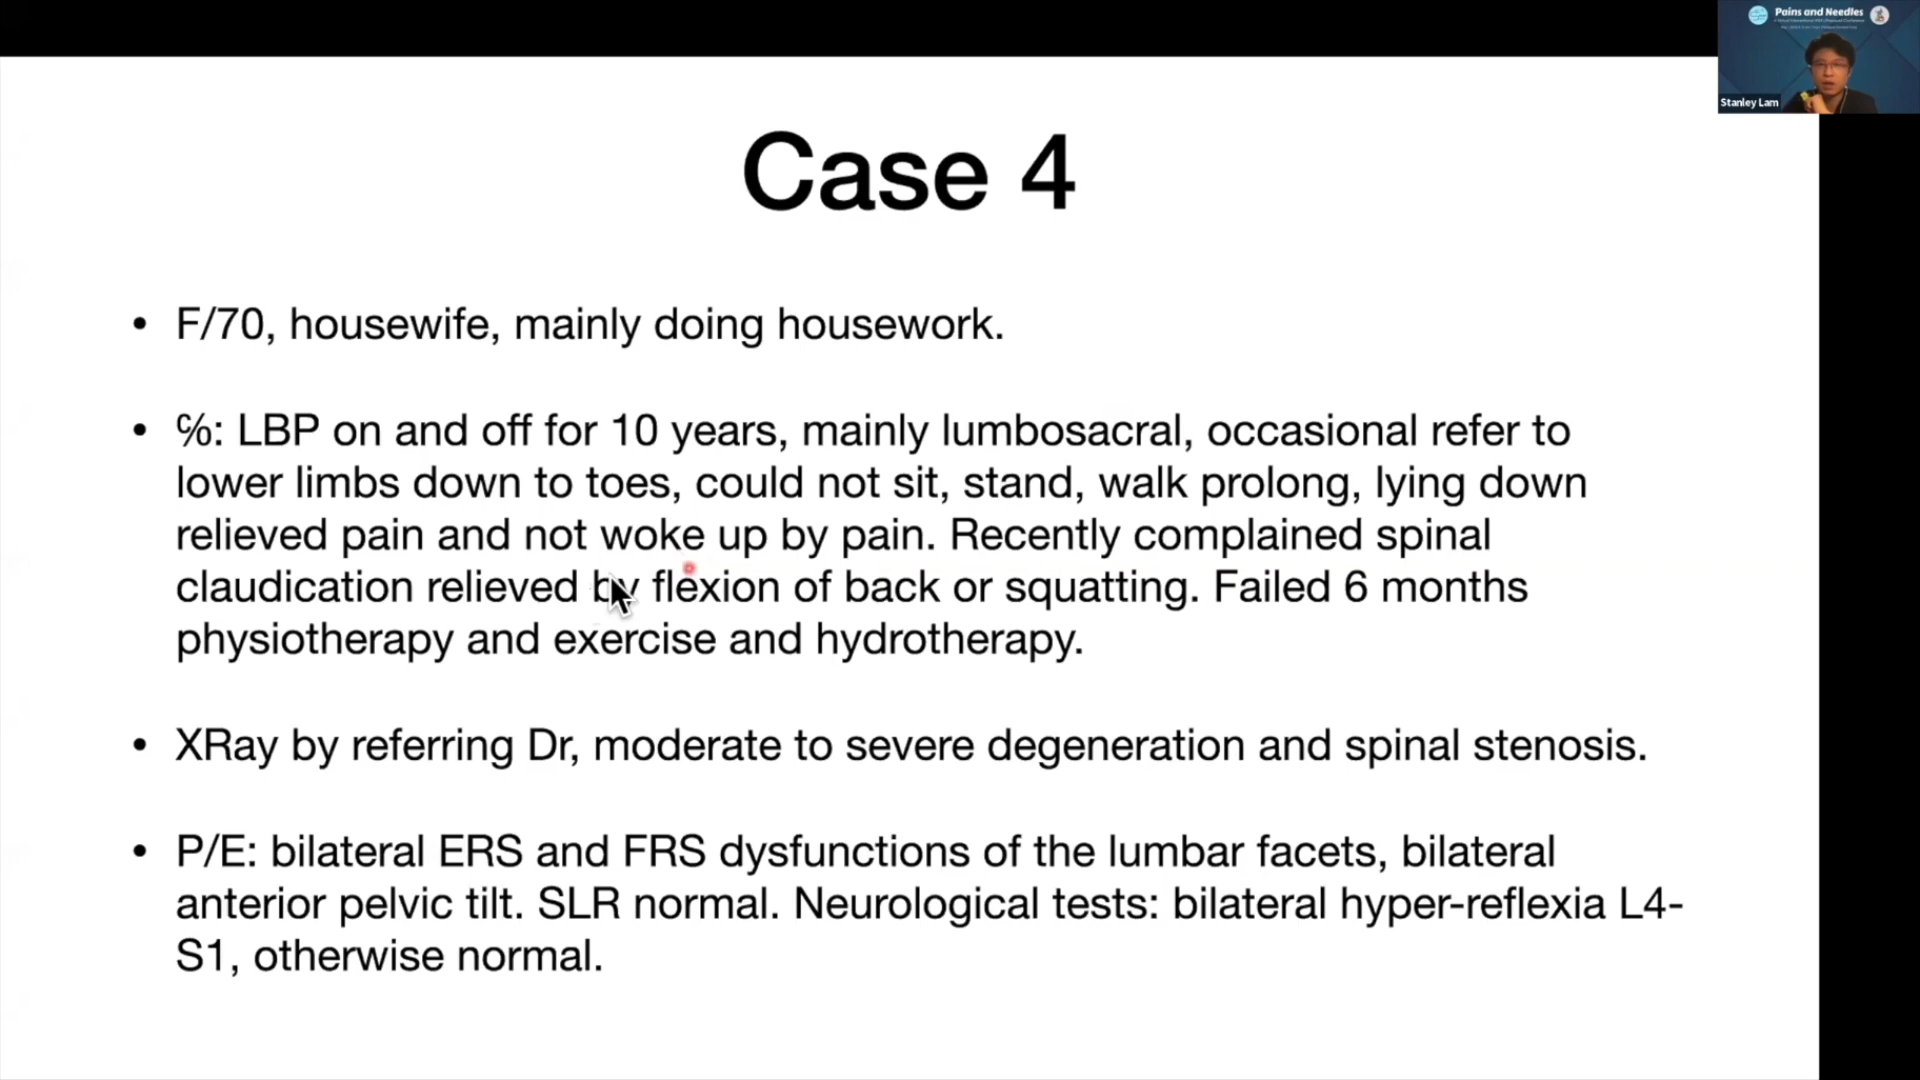 Pains and Needles
Stanley Lam
Case 4
• F/70, housewife, mainly doing housework.
• ℅: LBP on and off for 10 years, mainly lumbosacral, occasional refer to
lower limbs down to toes, could not sit, stand, walk prolong, lying down
relieved pain and not woke up by pain. Recently complained spinal
claudication relieved by flexion of back or squatting. Failed 6 months
physiotherapy and exercise and hydrotherapy.
• XRay by referring Dr, moderate to severe degeneration and spinal stenosis.
• P/E: bilateral ERS and FRS dysfunctions of the lumbar facets, bilateral
anterior pelvic tilt. SLR normal. Neurological tests: bilateral hyper-reflexia L4-
S1, otherwise normal.